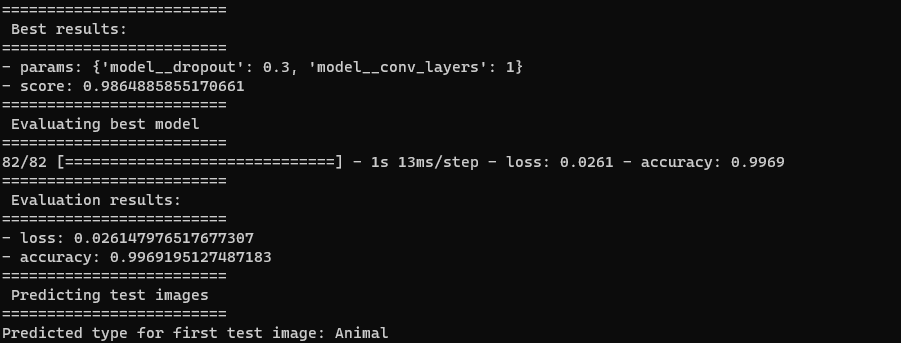 =========================
Best results:
=========================
- params: {'model__dropout': 0.3, 'model__conv_layers': 1}
- score: 0.9864885855170661
=========================
Evaluating best model
=========================
82/82 [==============================] - 1s 13ms/step - loss: 0.0261 - accuracy: 0.9969
=========================
Evaluation results:
=========================
- loss: 0.026147976517677307
- accuracy: 0.9969195127487183
=========================
Predicting test images
=========================
Predicted type for first test image: Animal